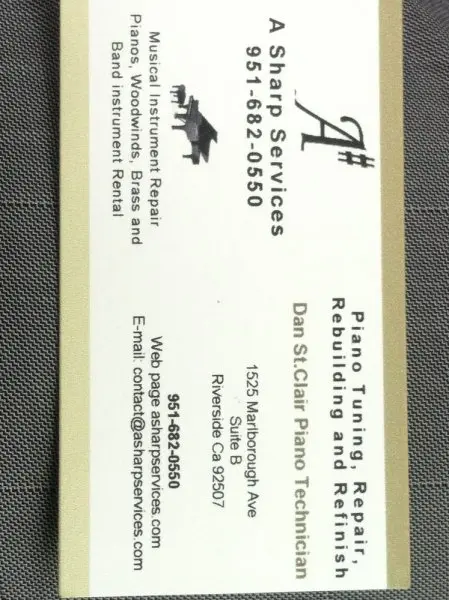 A#
A Sharp Services
951-682-0550
Musical Instrument Repair
Pianos, Woodwinds, Brass and
Band instrument Rental
Piano Tuning, Repair,
Rebuilding and Refinish
Dan St.Clair Piano Technician
1525 Marlborough Ave
Suite B
Riverside Ca 92507
951-682-0550
Web page asharpservices.com
E-mail: contact@asharpservices.com